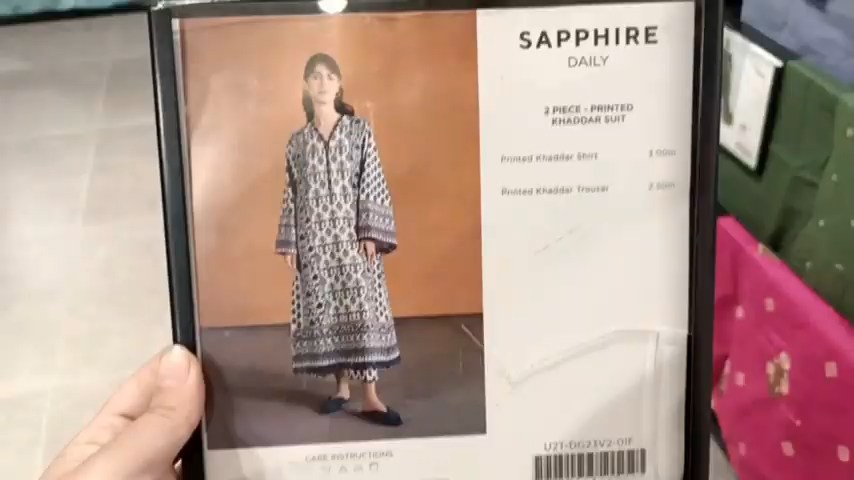 SAPPHIRE
DAILY
2 PIECE - PRINTED
KHADDAR SUIT
Printed Khaddar Shirt
Printed Khaddar Trouser
CARE INSTRUCTIONS